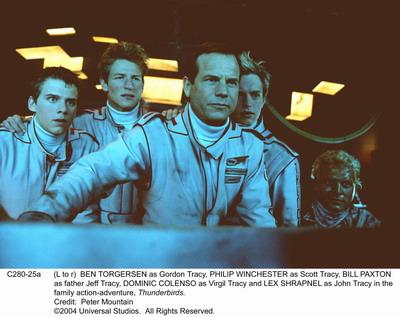 C280-25a (L to r) BEN TORGERSEN as Gordon Tracy, PHILIP WINCHESTER as Scott Tracy, BILL PAXTON
as father Jeff Tracy, DOMINIC COLENSO as Virgil Tracy and LEX SHRAPNEL as John Tracy in the
family action-adventure, Thunderbirds.
Credit: Peter Mountain
©2004 Universal Studios. All Rights Reserved.